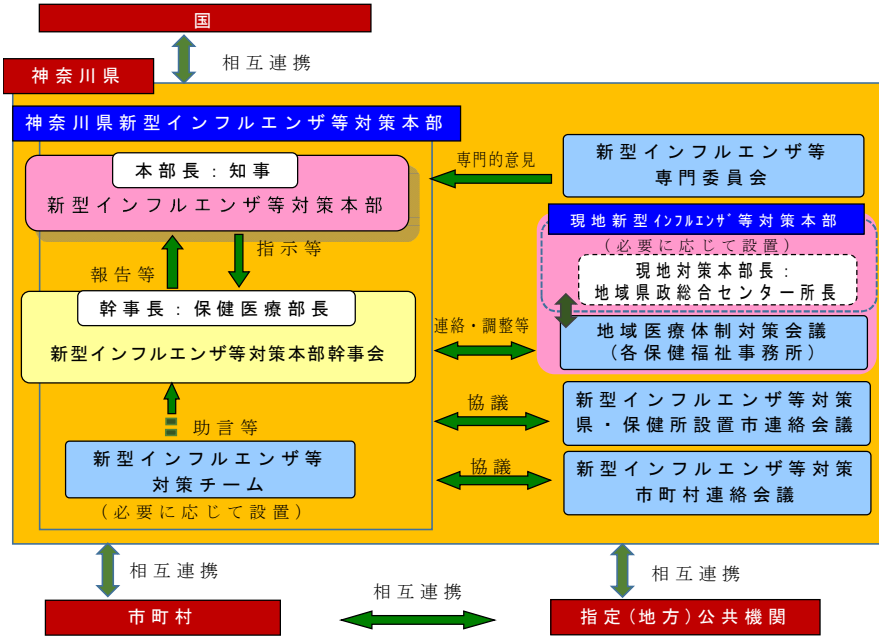 国
相互連携
神奈川県
神奈川県新型インフルエンザ等対策本部
本部長：知事
新型インフルエンザ等対策本部
報告等
指示等
幹事長：保健医療部長
新型インフルエンザ等対策本部幹事会
助言等
新型インフルエンザ等
対策チーム
（必要に応じて設置）
専門的意見
新型インフルエンザ等
専門委員会
現地新型インフルエンザ等対策本部
（必要に応じて設置）
現地対策本部長：
地域県政総合センター所長
連絡・調整等
地域医療体制対策会議
（各保健福祉事務所）
協議
新型インフルエンザ等対策
県・保健所設置市連絡会議
協議
新型インフルエンザ等対策
市町村連絡会議
相互連携
相互連携
相互連携
市町村
指定(地方)公共機関